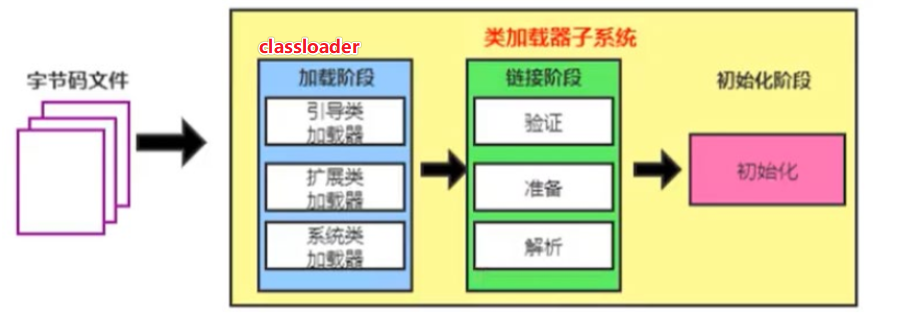 类加载器子系统
classloader
字节码文件
加载阶段
引导类
加载器
扩展类
加载器
系统类
加载器
链接阶段
验证
准备
解析
初始化阶段
初始化